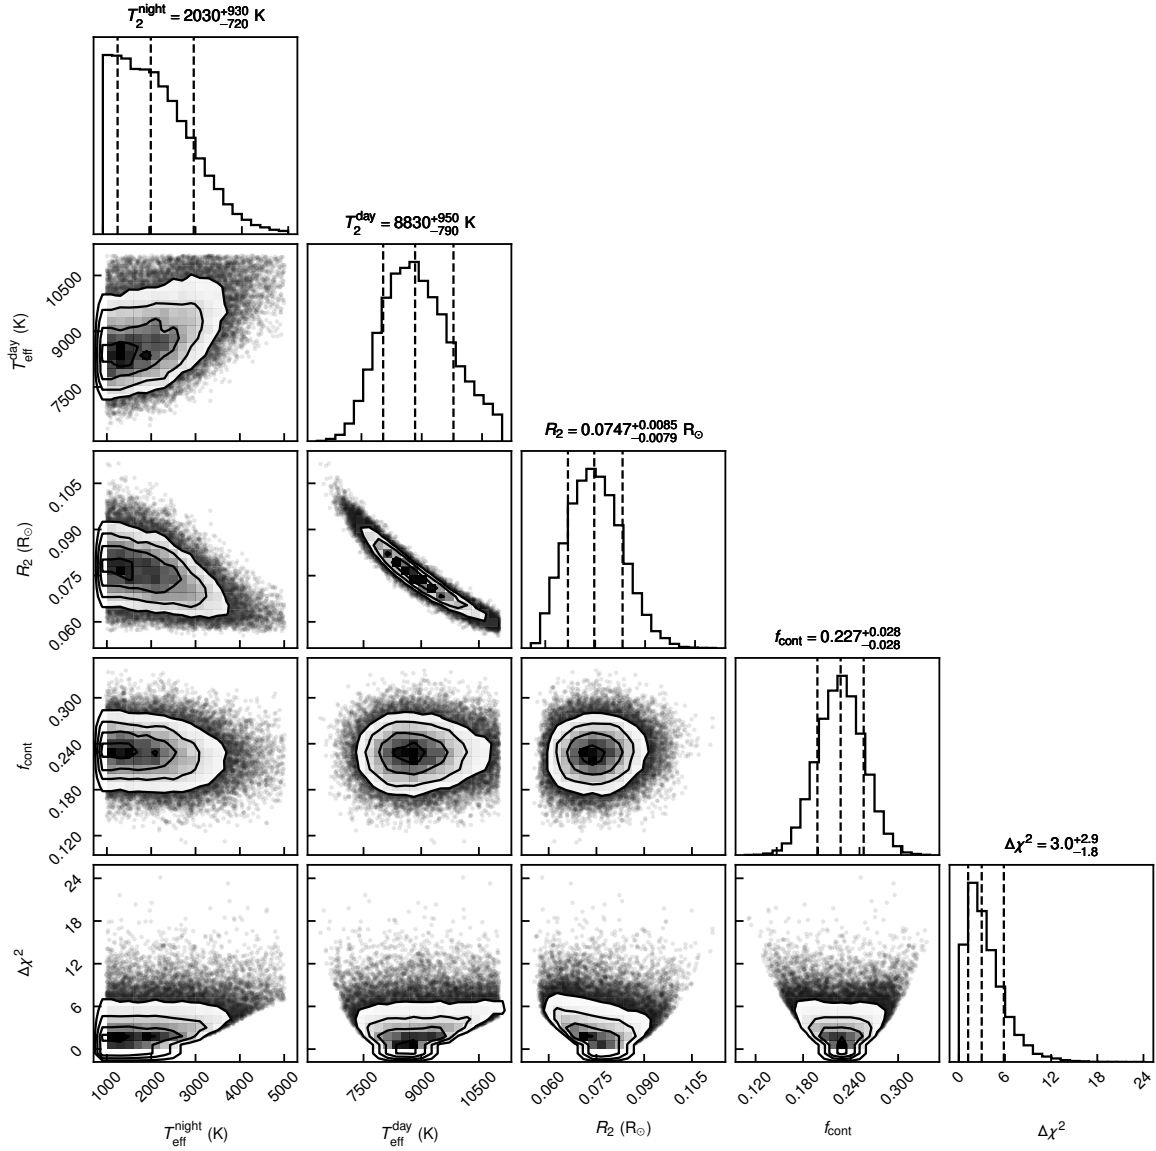 T₂ⁿⁱᵍʰᵗ = 2030⁺⁹³⁰₋₇₂₀ K
T₂ᵈᵃʸ = 8830⁺⁹⁵⁰₋₇₉₀ K
10500
9000
7500
T_eff^day (K)
R₂ = 0.0747^{+0.0085}_{−0.0079} R⊙
0.105
0.090
0.075
0.060
R₂ (R⊙)
f_cont = 0.227^{+0.028}_{−0.028}
0.300
0.240
0.180
0.120
f_cont
Δχ² = 3.0^{+2.9}_{−1.8}
24
18
12
6
0
Δχ²
1000 2000 3000 4000 5000 7500 9000 10500 0.060 0.075 0.090 0.105 0.120 0.180 0.240 0.300 0 6 12 18 24
T_eff^night (K) T_eff^day (K) R₂ (R⊙) f_cont Δχ²